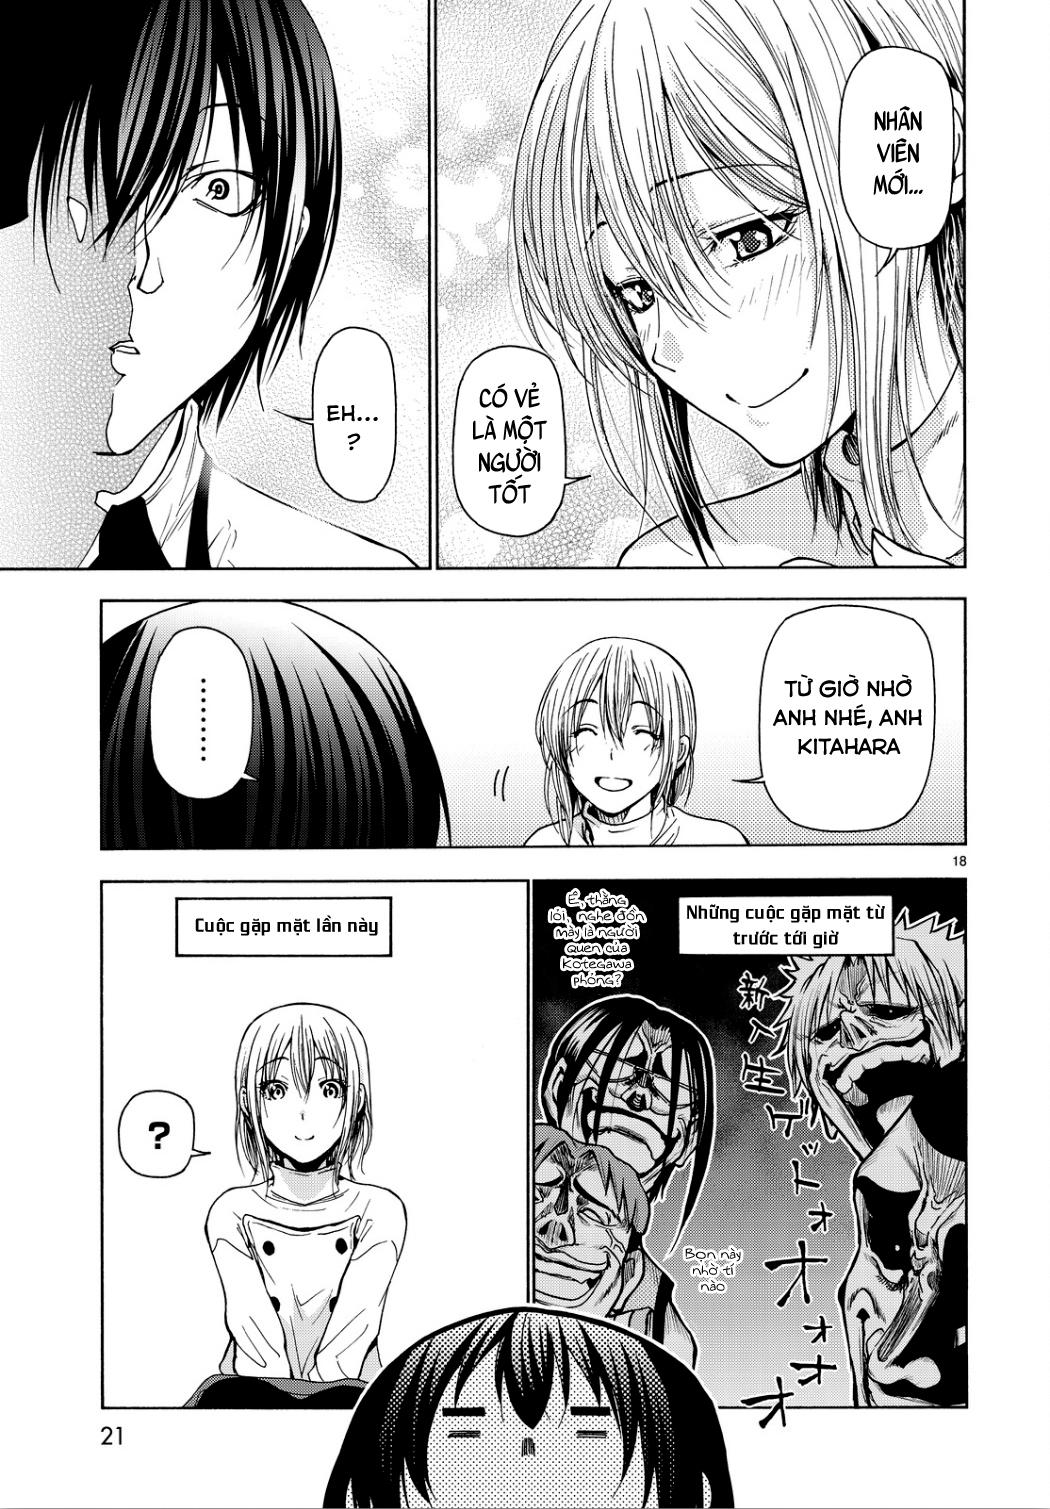 NHÂN
VIÊN
MỚI...
CÓ VẺ
LÀ MỘT
NGƯỜI
TỐT
EH...
?
TỪ GIỜ NHỜ
ANH NHÉ, ANH
KITAHARA
.........
18
Những cuộc gặp mặt từ
trước tới giờ
新入生ゲットォオォオォオ
Ê, thằng
lỏi, nghe đồn
mày là người
quen của
Kotegawa
phỏng?
Bọn này
nhờ tí
nào
Cuộc gặp mặt lần này
?
21